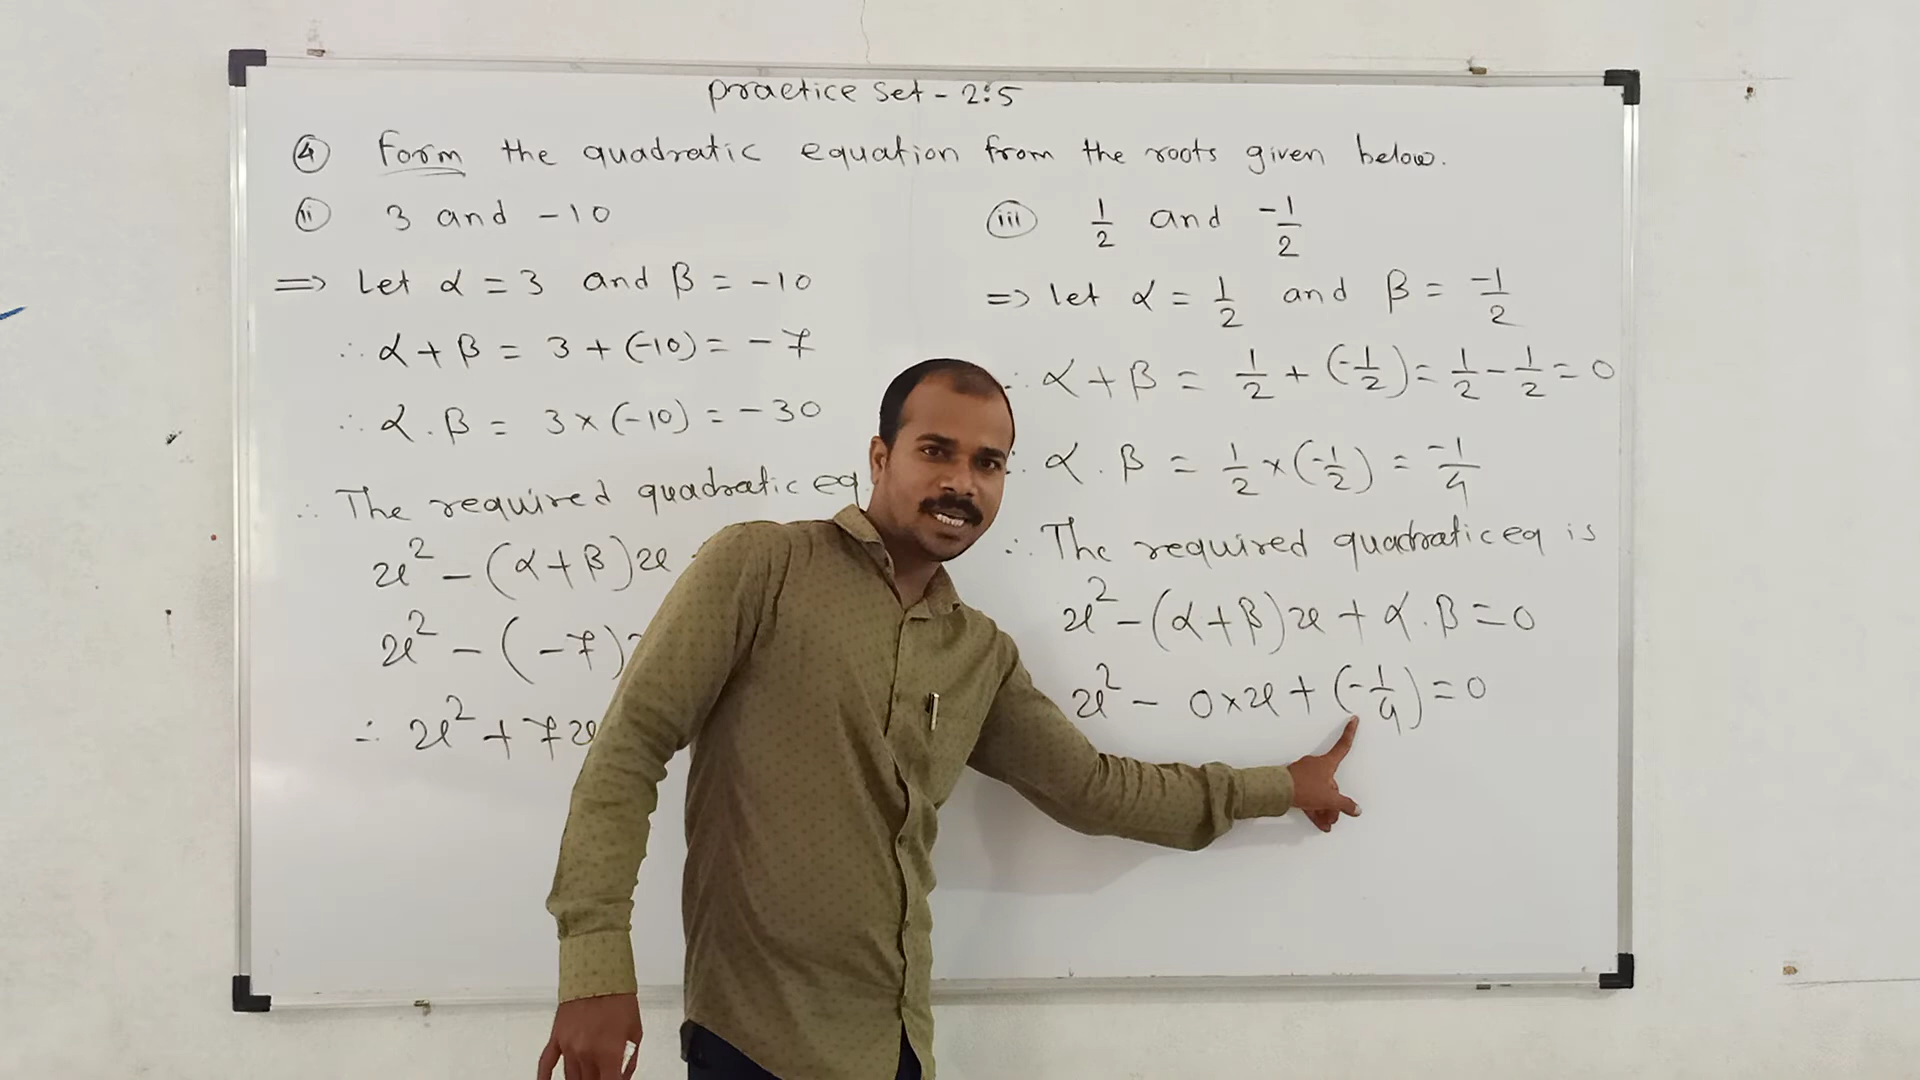 Practice Set - 2:5
④ Form the quadratic equation from the roots given below.
ⅱ 3 and -10
⇒ Let α = 3 and β = -10
∴ α + β = 3 + (-10) = -7
∴ α . β = 3 × (-10) = -30
∴ The required quadratic eq
x² - (α + β)x
x² - (-7)
∴ x² + 7x
ⅲ 1/2 and -1/2
⇒ let α = 1/2 and β = -1/2
∴ α + β = 1/2 + (-1/2) = 1/2 - 1/2 = 0
∴ α . β = 1/2 × (-1/2) = -1/4
∴ The required quadratic eq is
x² - (α + β)x + α . β = 0
x² - 0×x + (-1/4) = 0